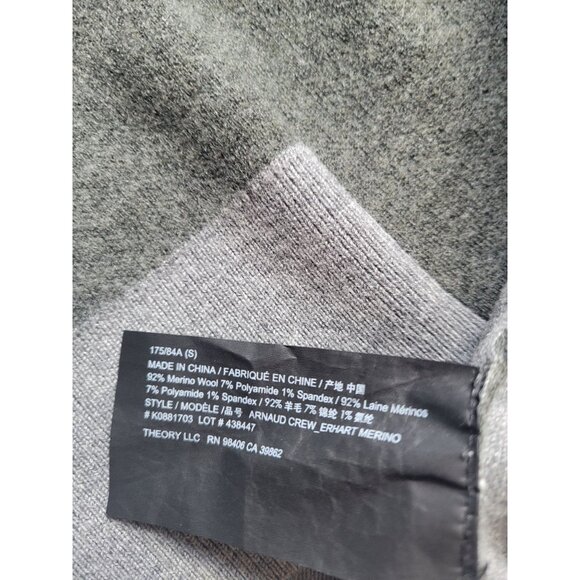 175/84A (S)
MADE IN CHINA / FABRIQUÉ EN CHINE / 产地 中国
92% Merino Wool 7% Polyamide 1% Spandex / 92% Laine Mérinos
7% Polyamide 1% Spandex / 92% 羊毛 7% 锦纶 1% 氨纶
STYLE / MODÈLE / 品号 ARNAUD CREW_ERHART MERINO
# K0881703 LOT # 438447
THEORY LLC RN 98406 CA 39862